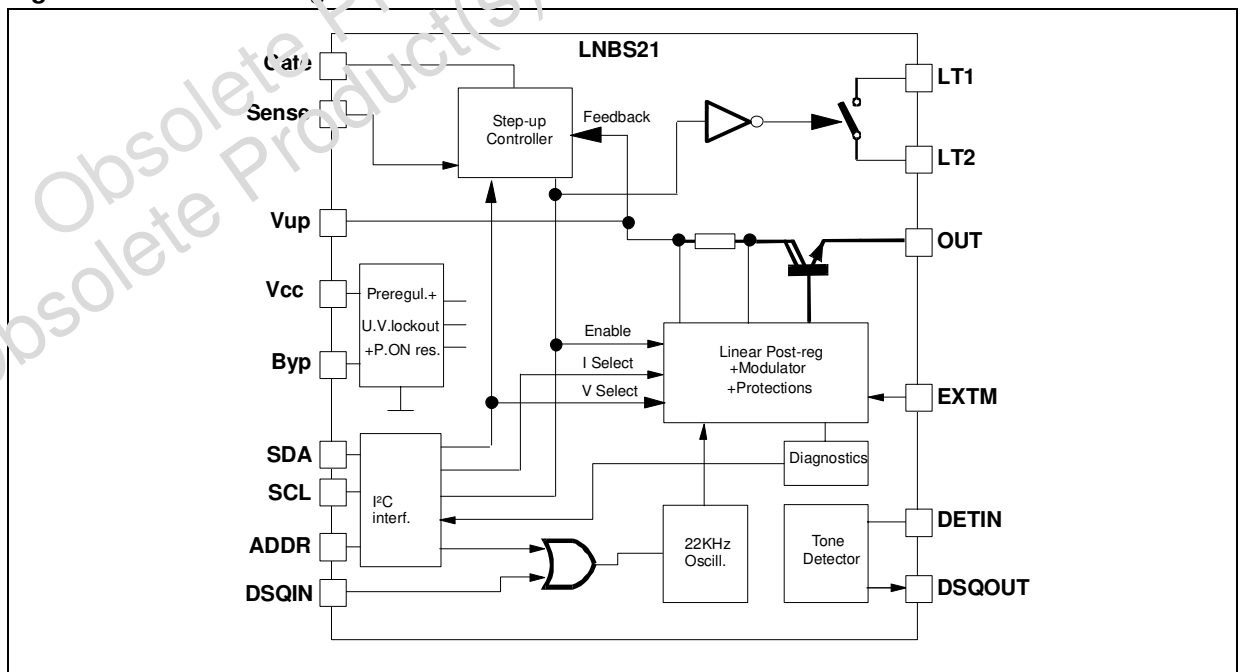 LNBS21
Gate
Sense
Vup
Vcc
Byp
SDA
SCL
ADDR
DSQIN
Step-up
Controller
Feedback
Preregul.+
U.V.lockout
+P.ON res.
Enable
I Select
V Select
Linear Post-reg
+Modulator
+Protections
Diagnostics
I²C
interf.
22KHz
Oscill.
Tone
Detector
LT1
LT2
OUT
EXTM
DETIN
DSQOUT
Obsolete
Obsolete Product(s)